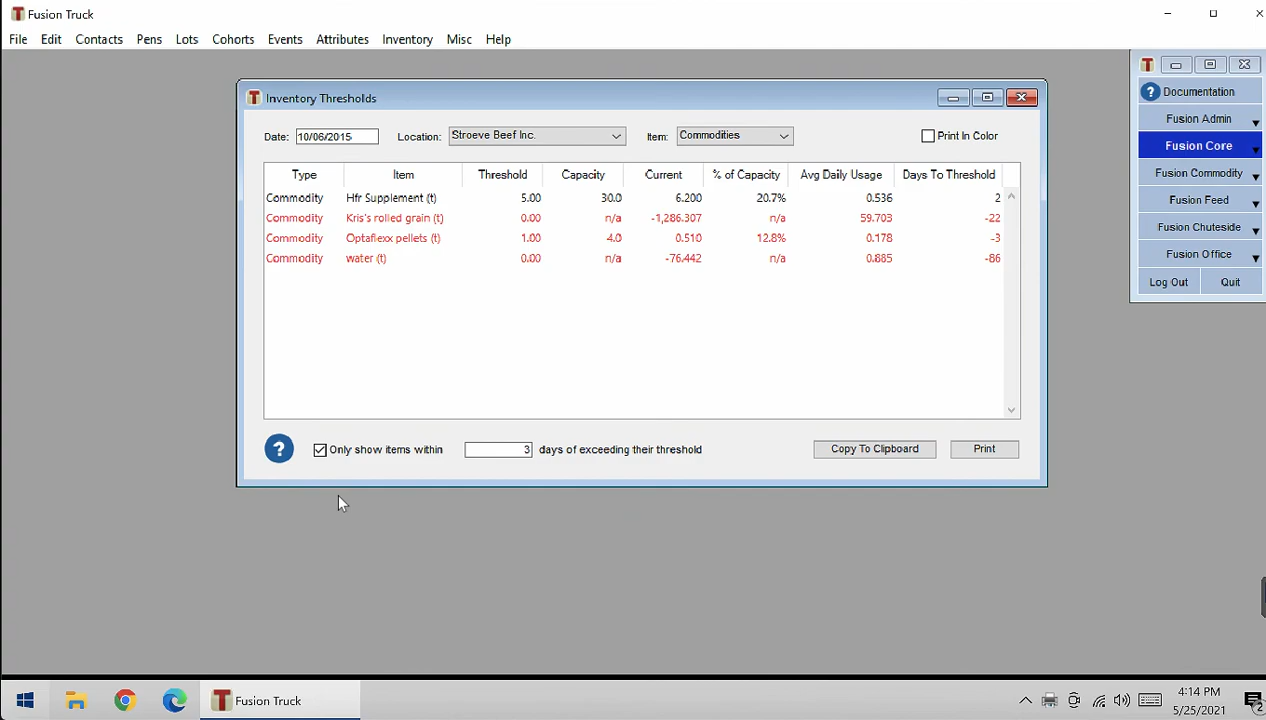 Fusion Truck
File Edit Contacts Pens Lots Cohorts Events Attributes Inventory Misc Help
Inventory Thresholds
Date: 10/06/2015 Location: Stroeve Beef Inc. Item: Commodities Print In Color
Type Item Threshold Capacity Current % of Capacity Avg Daily Usage Days To Threshold
Commodity Hfr Supplement (t) 5.00 30.0 6.200 20.7% 0.536 2
Commodity Kris's rolled grain (t) 0.00 n/a -1,286.307 n/a 59.703 -22
Commodity Optaflexx pellets (t) 1.00 4.0 0.510 12.8% 0.178 -3
Commodity water (t) 0.00 n/a -76.442 n/a 0.885 -86
? Only show items within 3 days of exceeding their threshold Copy To Clipboard Print
? Documentation
Fusion Admin
Fusion Core
Fusion Commodity
Fusion Feed
Fusion Chuteside
Fusion Office
Log Out Quit
Fusion Truck
4:14 PM
5/25/2021
2